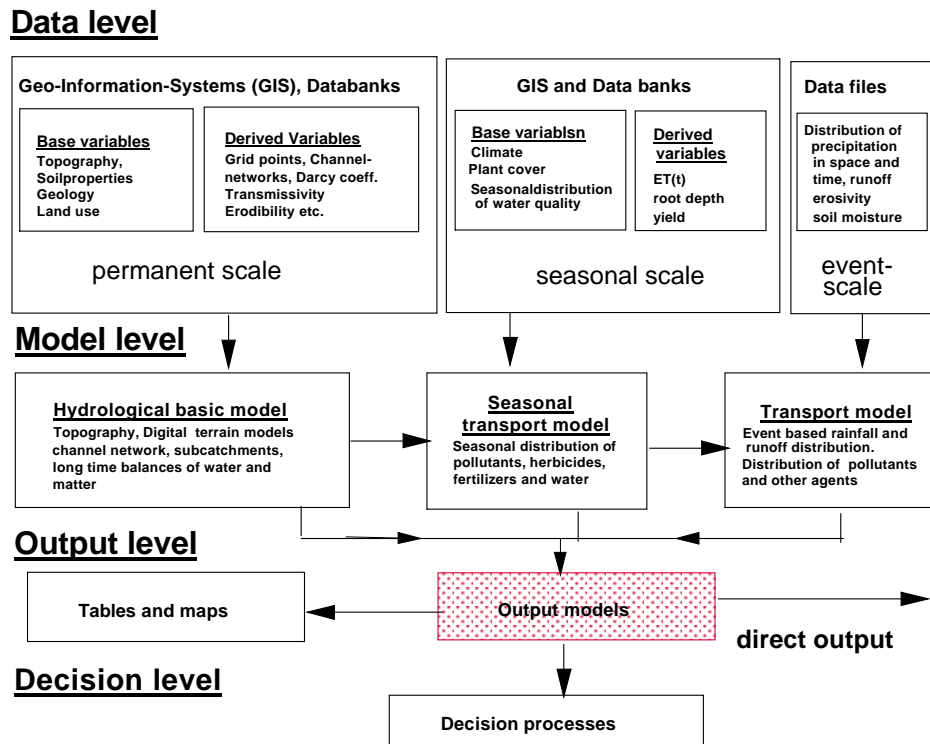 Data level
Geo-Information-Systems (GIS), Databanks
Base variables
Topography,
Soilproperties
Geology
Land use
Derived Variables
Grid points, Channel-
networks, Darcy coeff.
Transmissivity
Erodibility etc.
permanent scale
GIS and Data banks
Base variablsn
Climate
Plant cover
Seasonaldistribution
of water quality
Derived
variables
ET(t)
root depth
yield
seasonal scale
Data files
Distribution of
precipitation
in space and
time, runoff
erosivity
soil moisture
event-
scale
Model level
Hydrological basic model
Topography, Digital terrain models
channel network, subcatchments,
long time balances of water and
matter
Seasonal
transport model
Seasonal distribution of
pollutants, herbicides,
fertilizers and water
Transport model
Event based rainfall and
runoff distribution.
Distribution of pollutants
and other agents
Output level
Tables and maps
Output models
direct output
Decision level
Decision processes